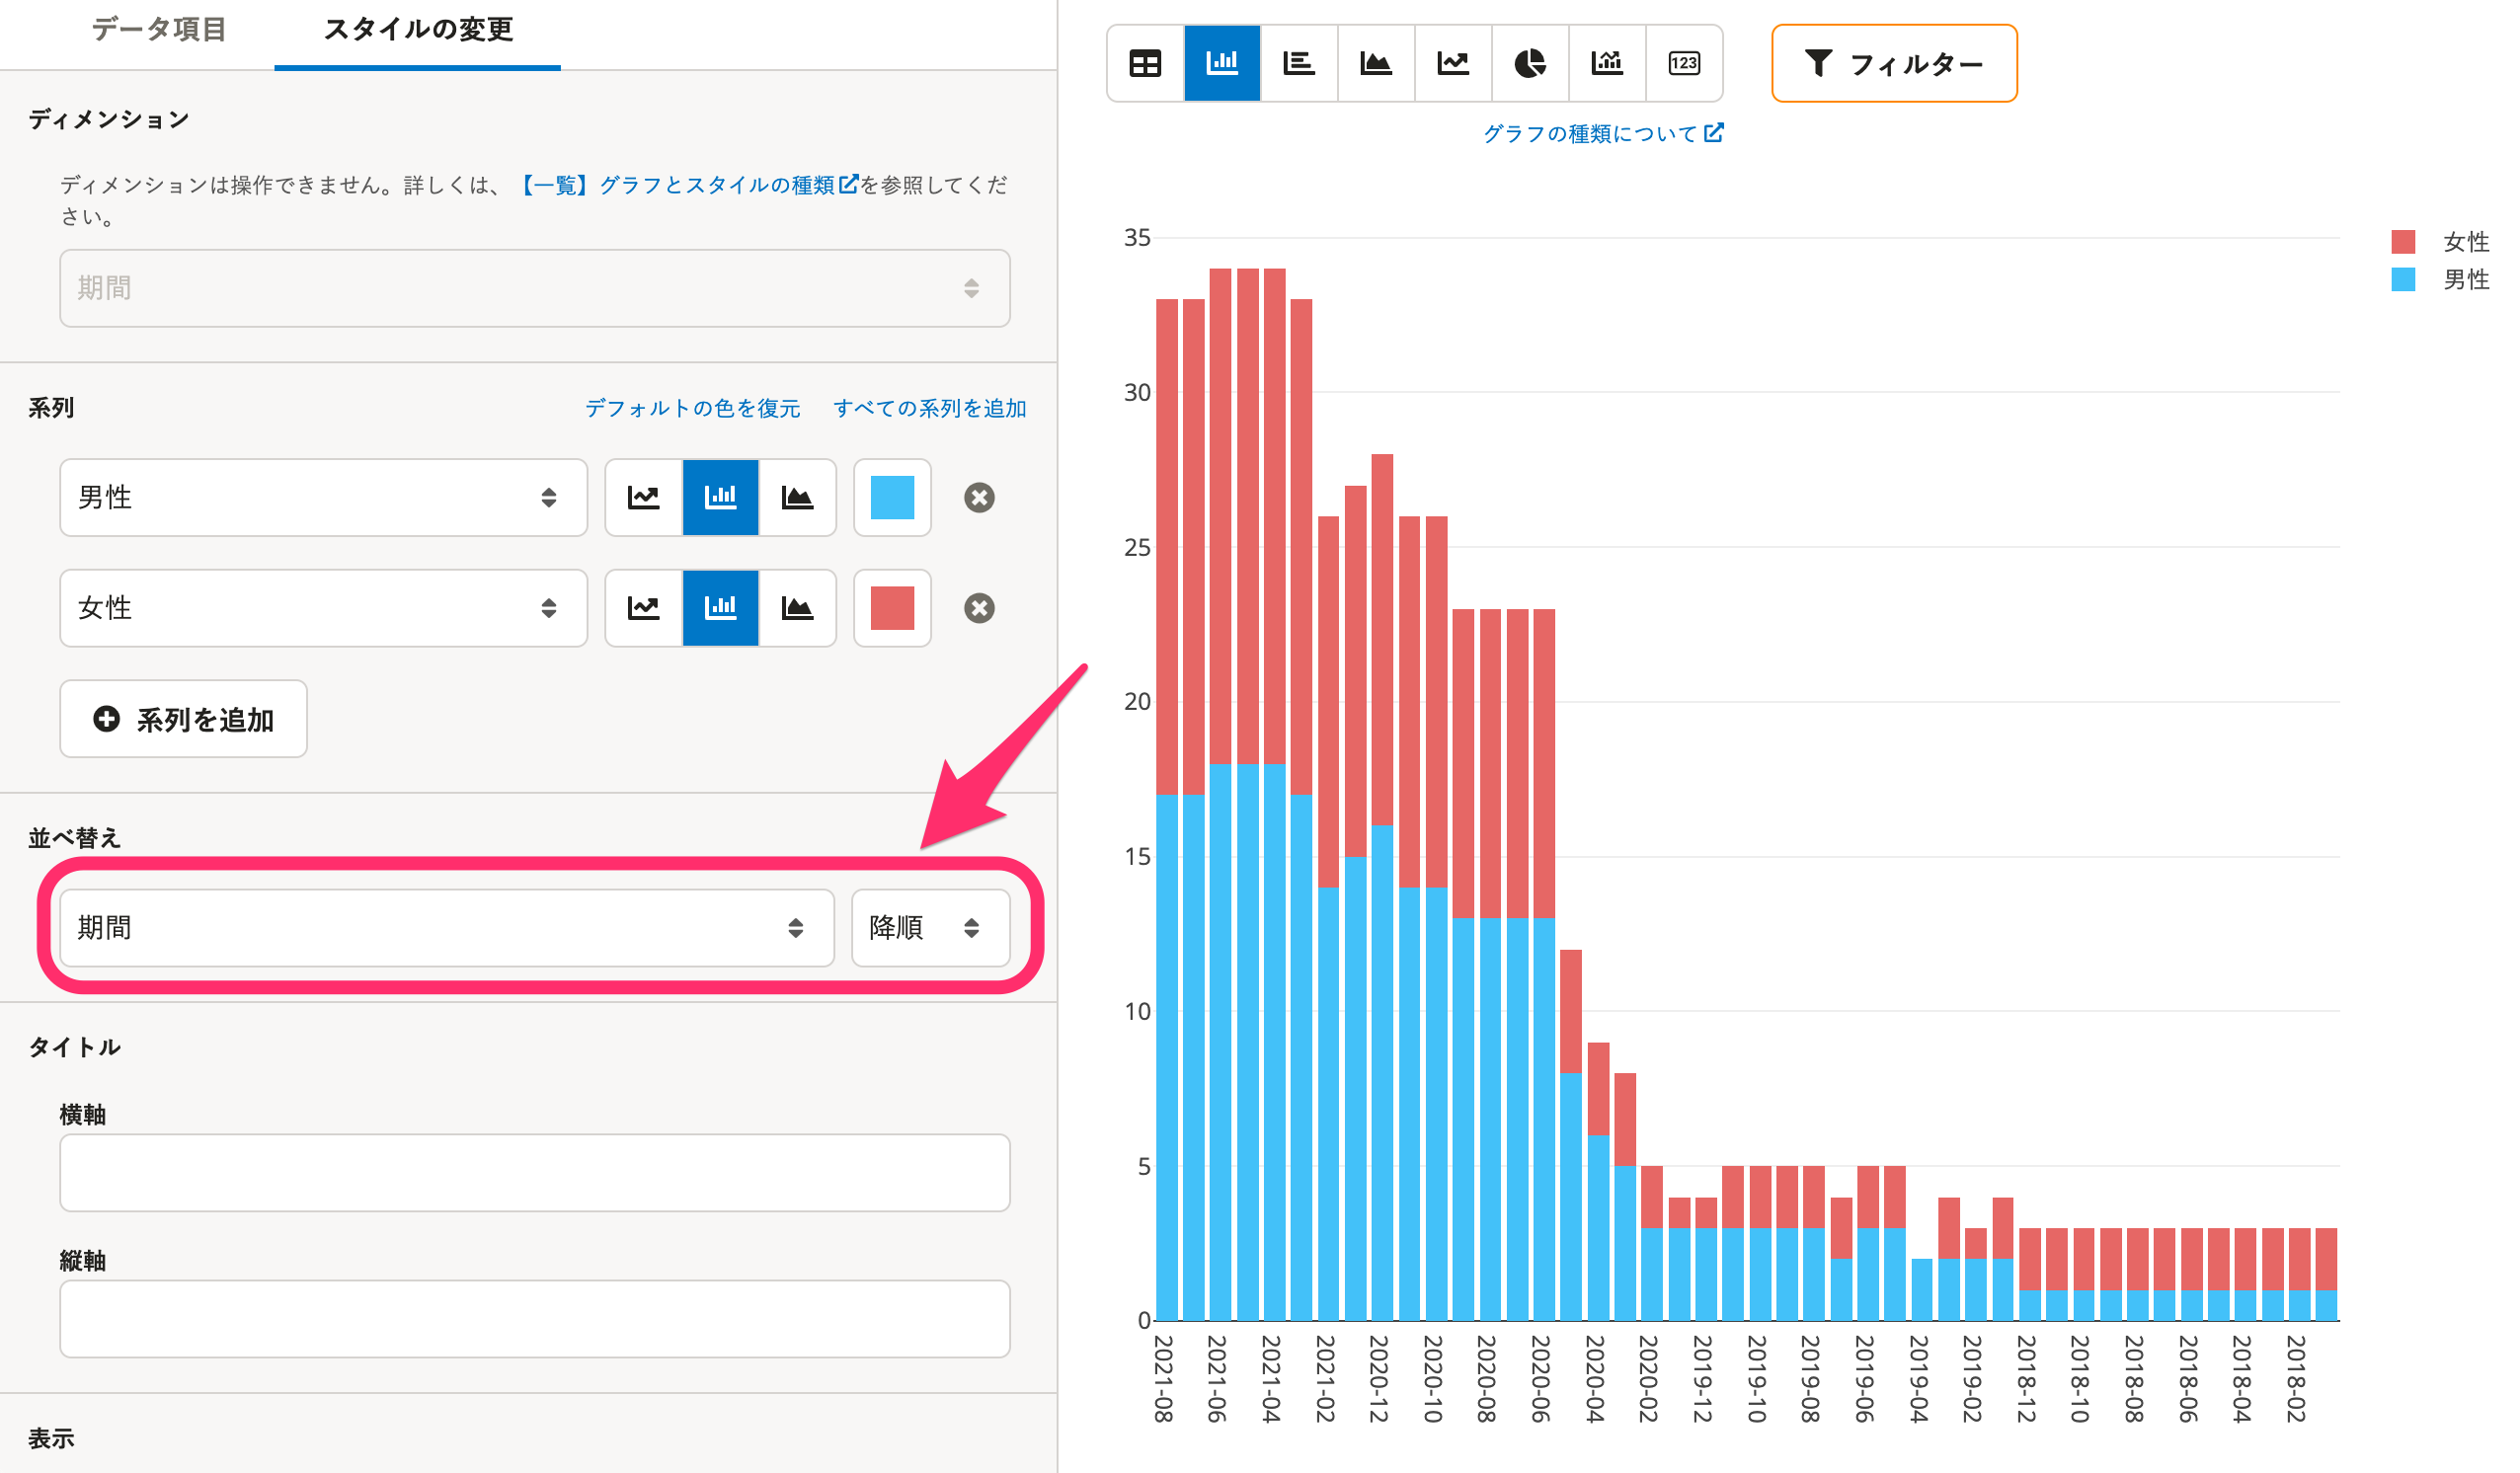 データ項目
スタイルの変更
ディメンション
ディメンションは操作できません。詳しくは、【一覧】グラフとスタイルの種類を参照してくだ
さい。
期間
系列
デフォルトの色を復元
すべての系列を追加
男性
女性
系列を追加
並べ替え
期間
降順
タイトル
横軸
縦軸
表示
123
フィルター
グラフの種類について
女性
男性
35
30
25
20
15
10
5
0
2021-08
2021-06
2021-04
2021-02
2020-12
2020-10
2020-08
2020-06
2020-04
2020-02
2019-12
2019-10
2019-08
2019-06
2019-04
2019-02
2018-12
2018-10
2018-08
2018-06
2018-04
2018-02